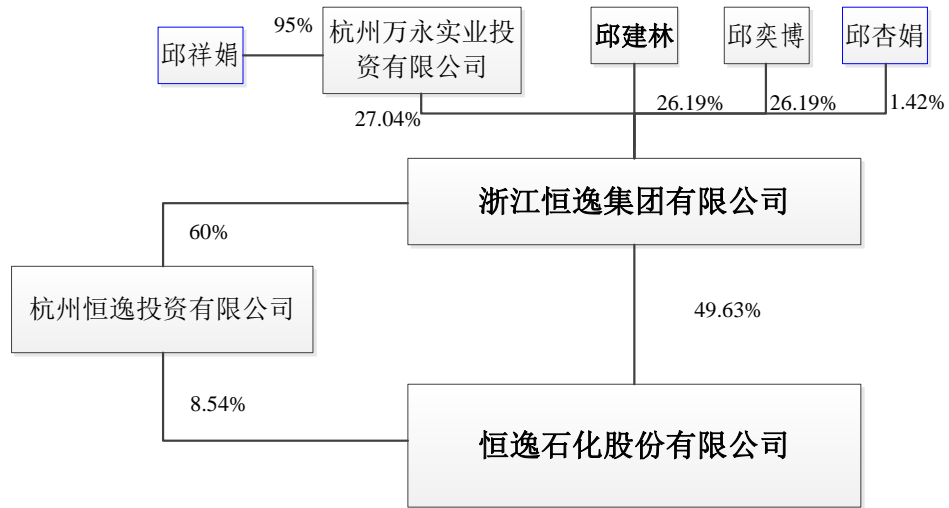 95%
杭州万永实业投
资有限公司
邱祥娟
邱建林
邱奕博
邱杏娟
27.04%
26.19%
26.19%
1.42%
浙江恒逸集团有限公司
60%
杭州恒逸投资有限公司
49.63%
8.54%
恒逸石化股份有限公司